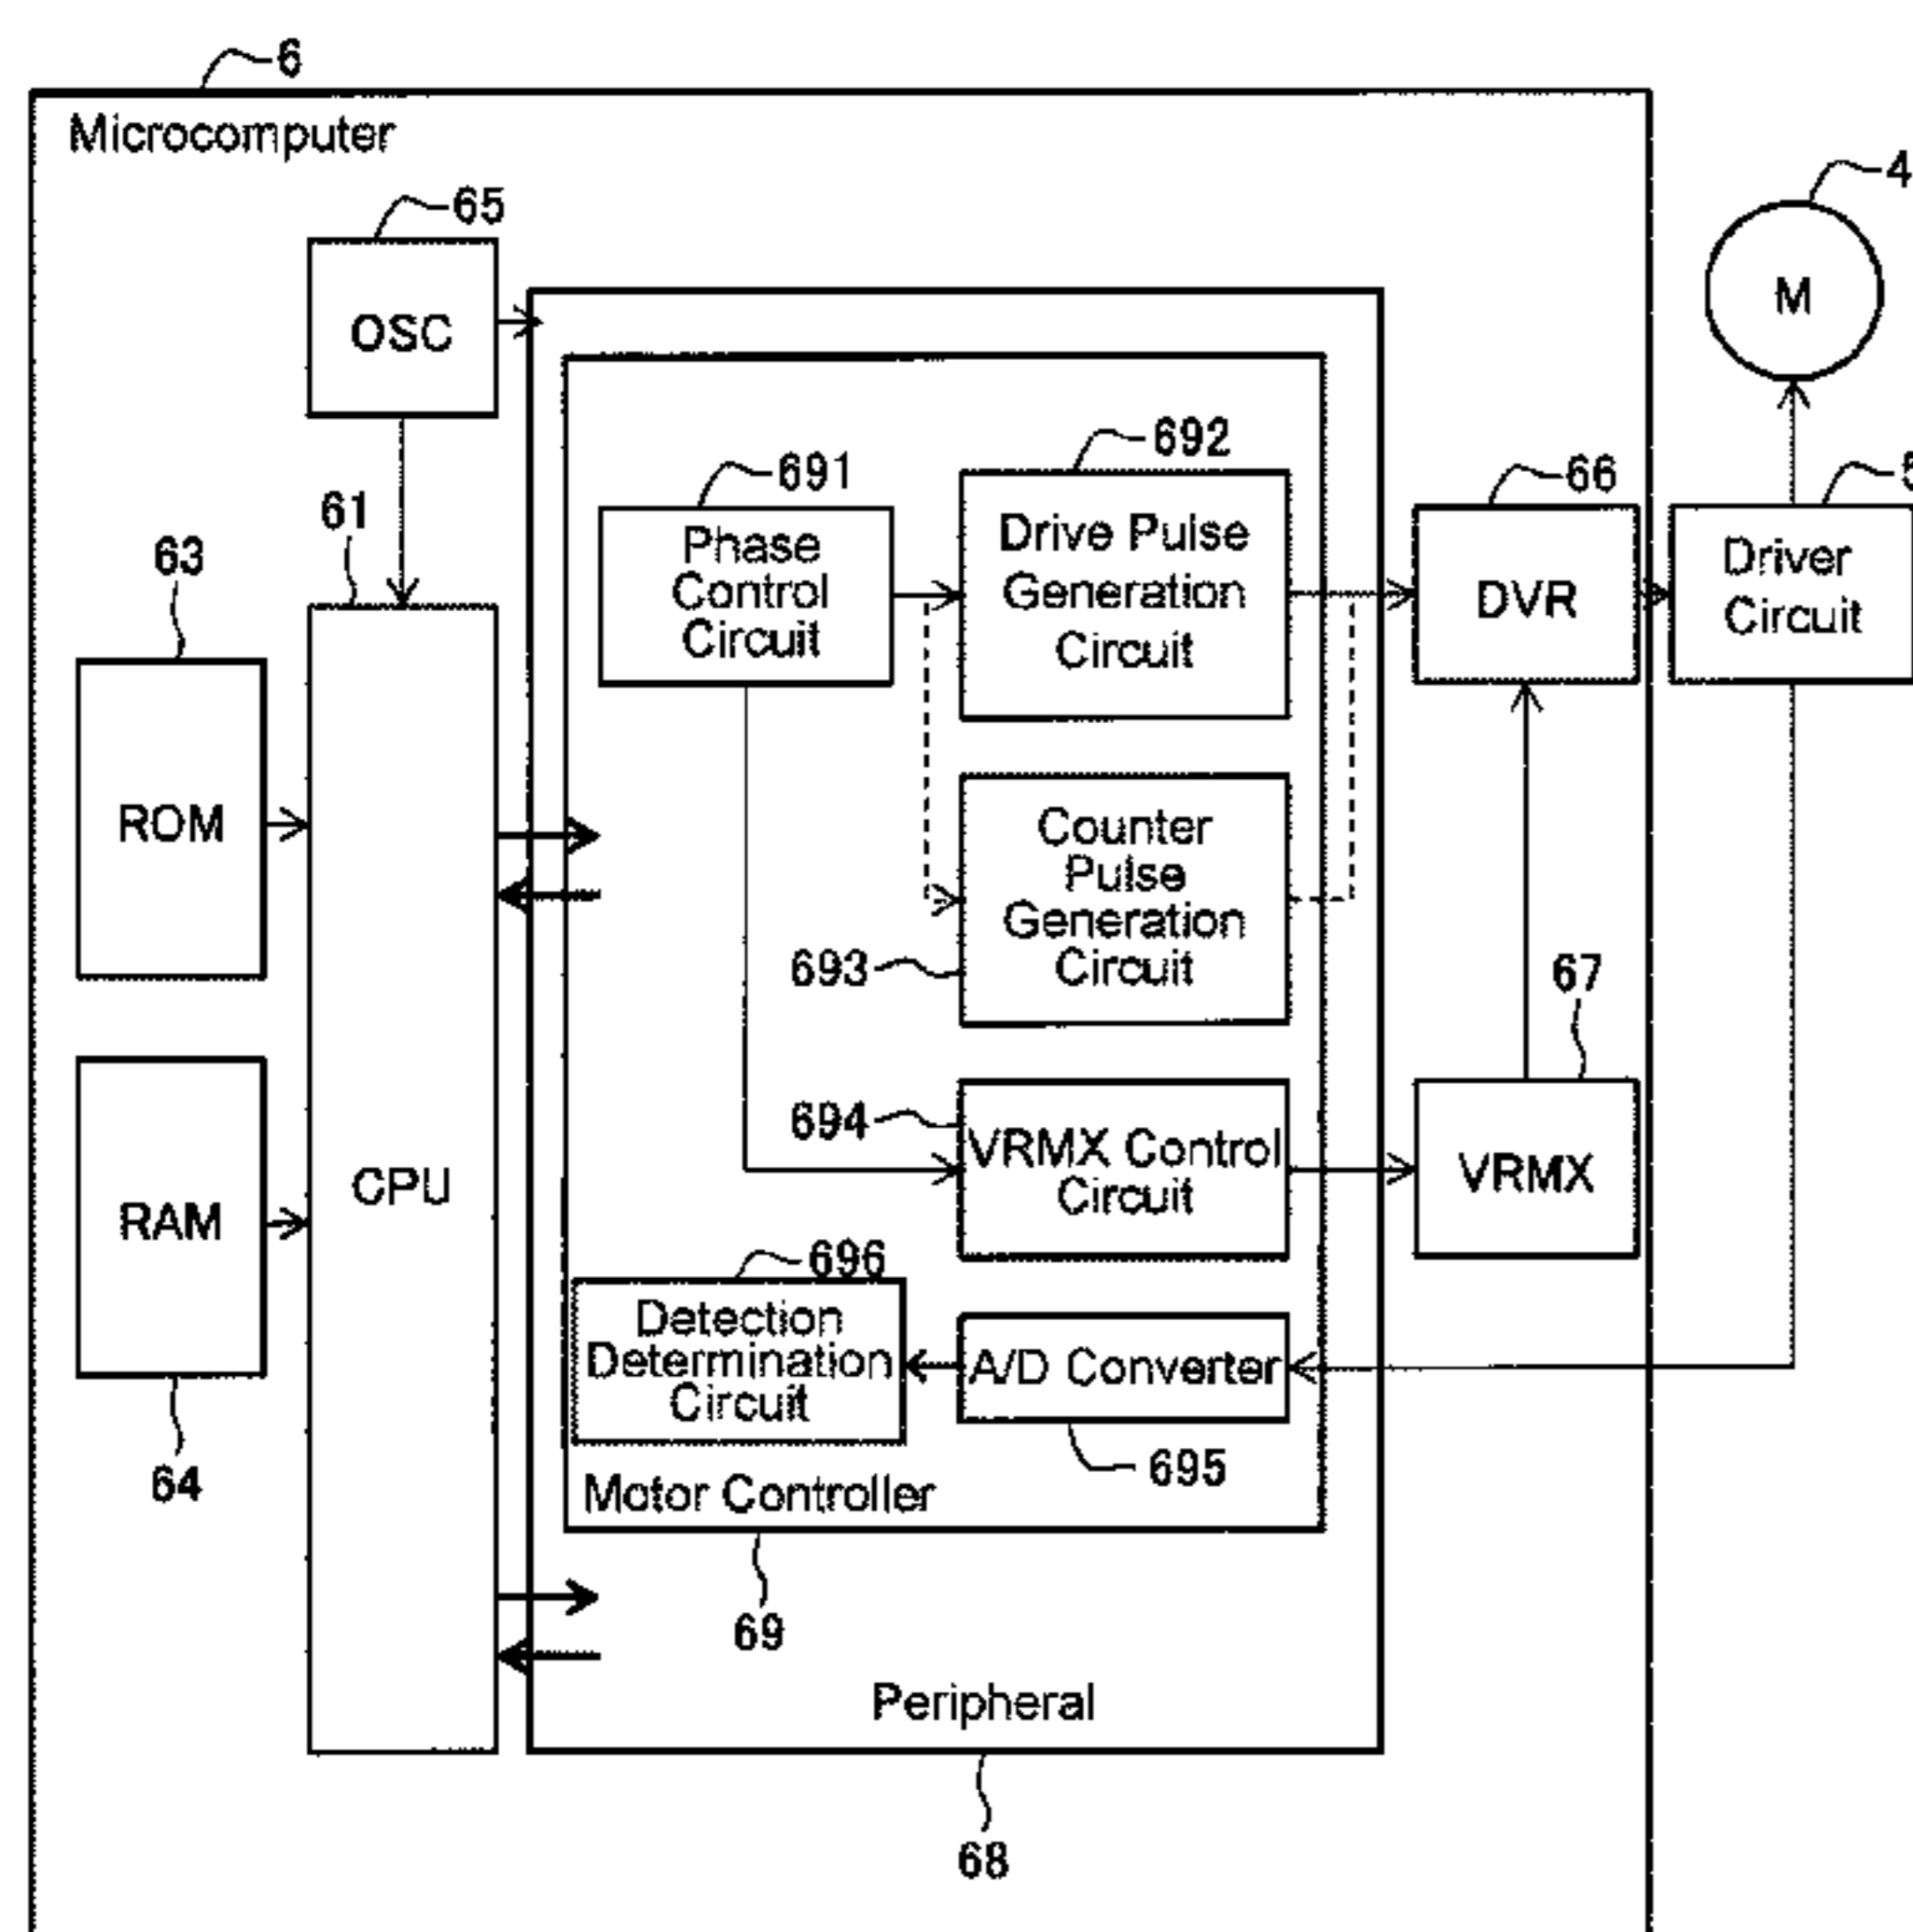 6
Microcomputer
4
65
OSC
M
691
692
66
5
61
63
Phase
Control
Circuit
Drive Pulse
Generation
Circuit
DVR
Driver
Circuit
ROM
Counter
Pulse
Generation
Circuit
693
67
694
VRMX Control
Circuit
VRMX
CPU
RAM
696
Detection
Determination
Circuit
A/D Converter
64
695
Motor Controller
69
Peripheral
68